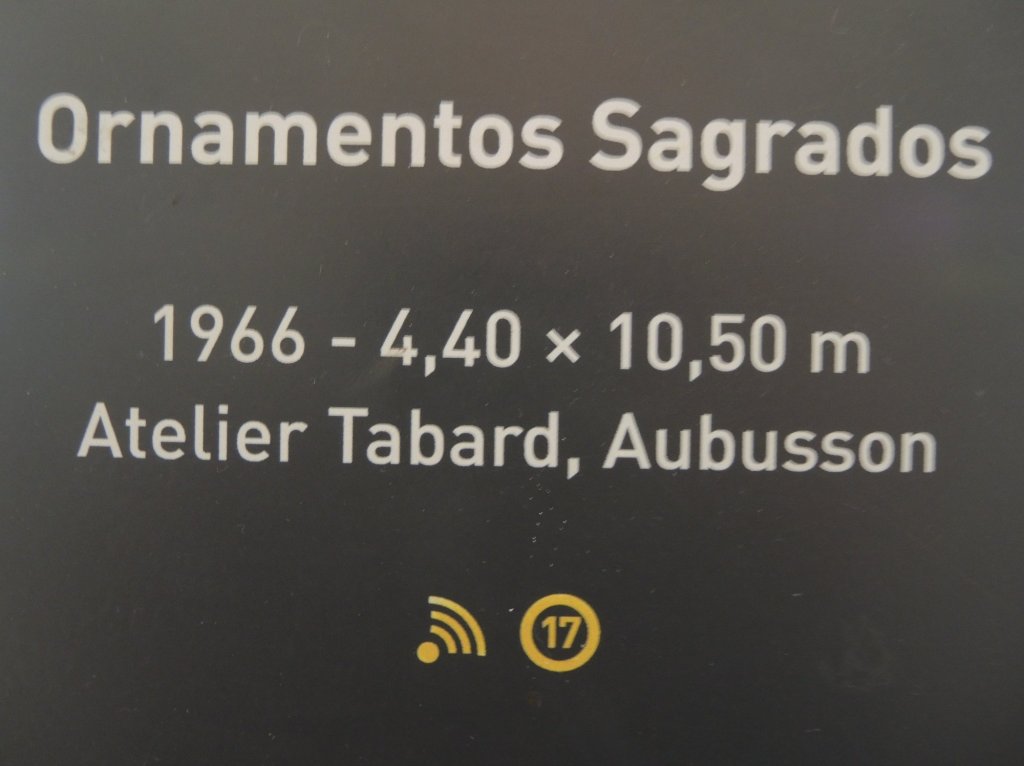 Ornamentos Sagrados
1966 - 4,40 × 10,50 m
Atelier Tabard, Aubusson
17